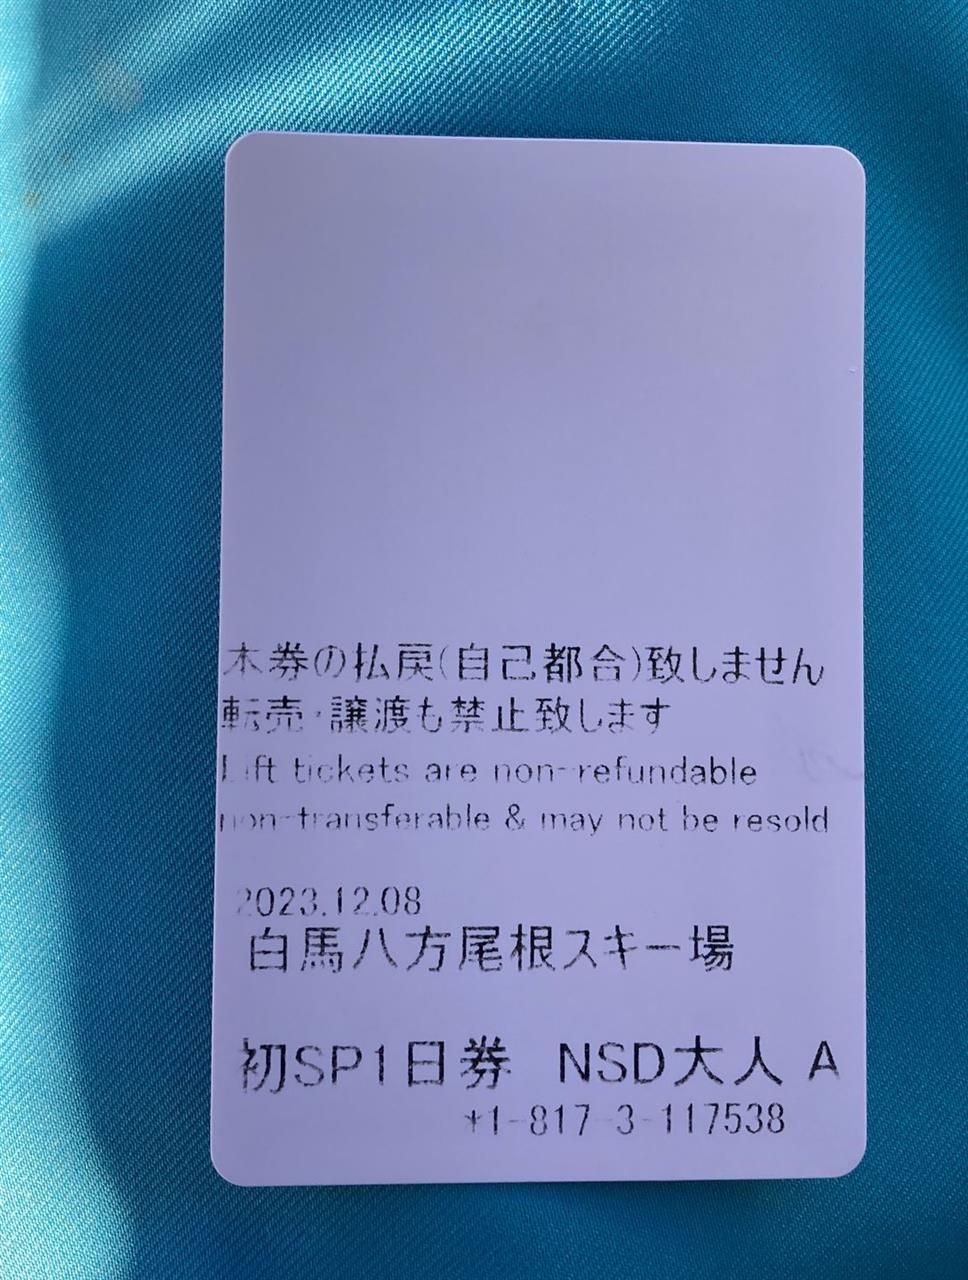 本券の払戻(自己都合)致しません
転売・譲渡も禁止致します
Lift tickets are non-refundable
non-transferable & may not be resold
2023.12.08
白馬八方尾根スキー場
初SP1日券 NSD大人 A
*1-817-3-117538